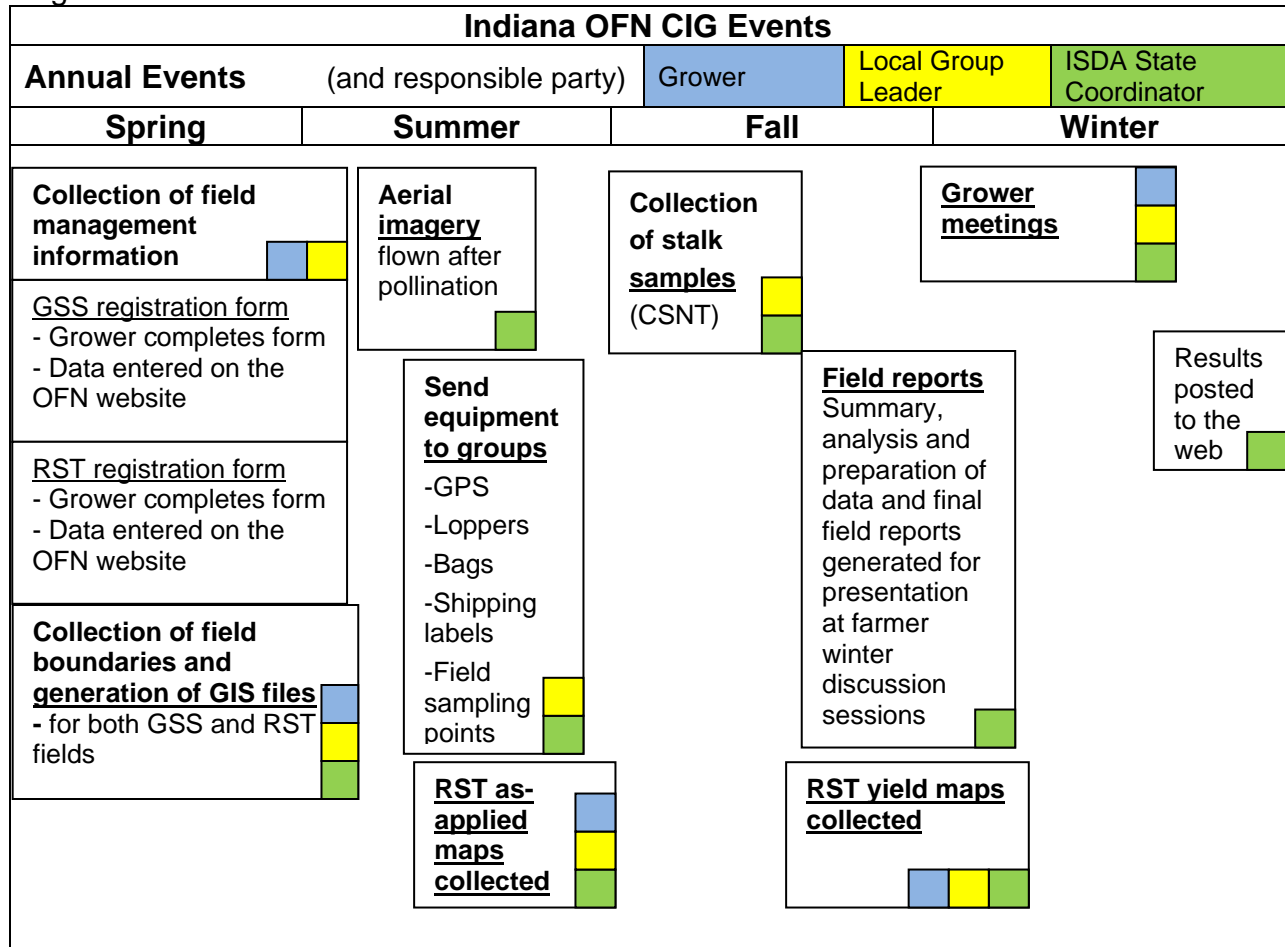 Indiana OFN CIG Events
Annual Events (and responsible party)
Grower
Local Group
Leader
ISDA State
Coordinator
Spring
Summer
Fall
Winter
Collection of field
management
information
GSS registration form
- Grower completes form
- Data entered on the
OFN website
RST registration form
- Grower completes form
- Data entered on the
OFN website
Collection of field
boundaries and
generation of GIS files
- for both GSS and RST
fields
Aerial
imagery
flown after
pollination
Send
equipment
to groups
-GPS
-Loppers
-Bags
-Shipping
labels
-Field
sampling
points
RST as-
applied
maps
collected
Collection
of stalk
samples
(CSNT)
Field reports
Summary,
analysis and
preparation of
data and final
field reports
generated for
presentation
at farmer
winter
discussion
sessions
RST yield maps
collected
Grower
meetings
Results
posted
to the
web